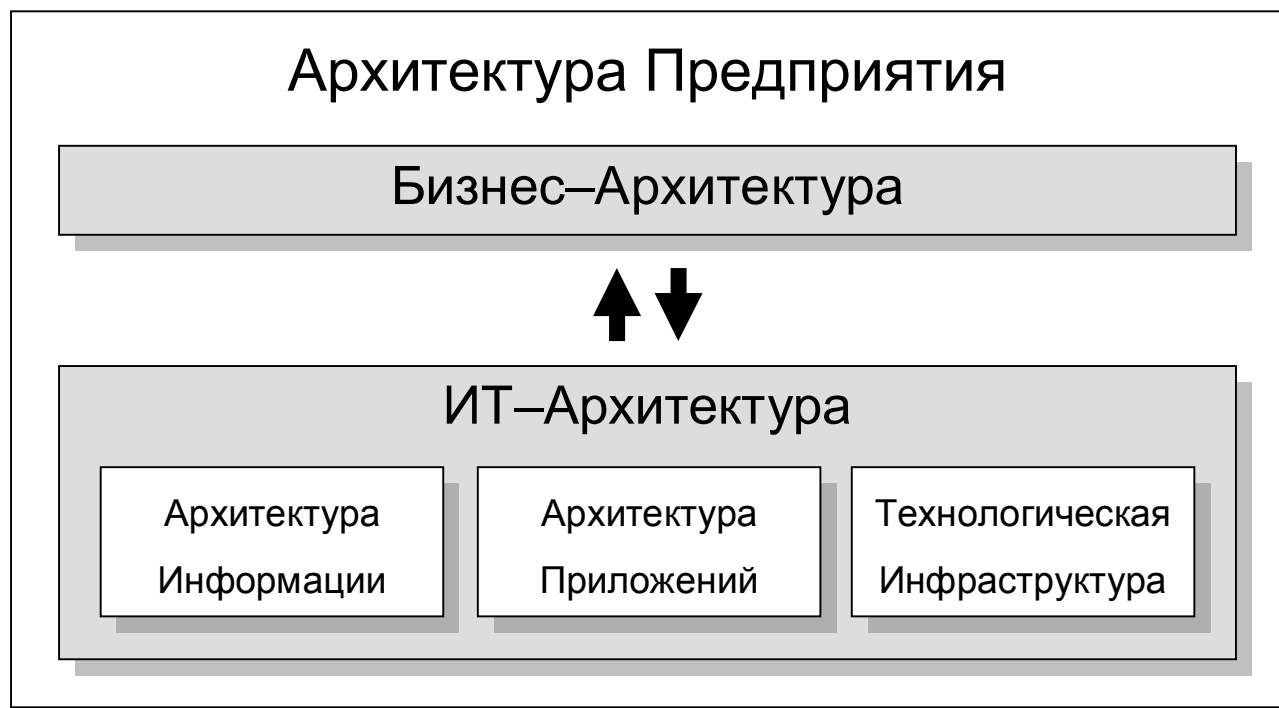 Архитектура Предприятия
Бизнес–Архитектура
ИТ–Архитектура
Архитектура
Информации
Архитектура
Приложений
Технологическая
Инфраструктура